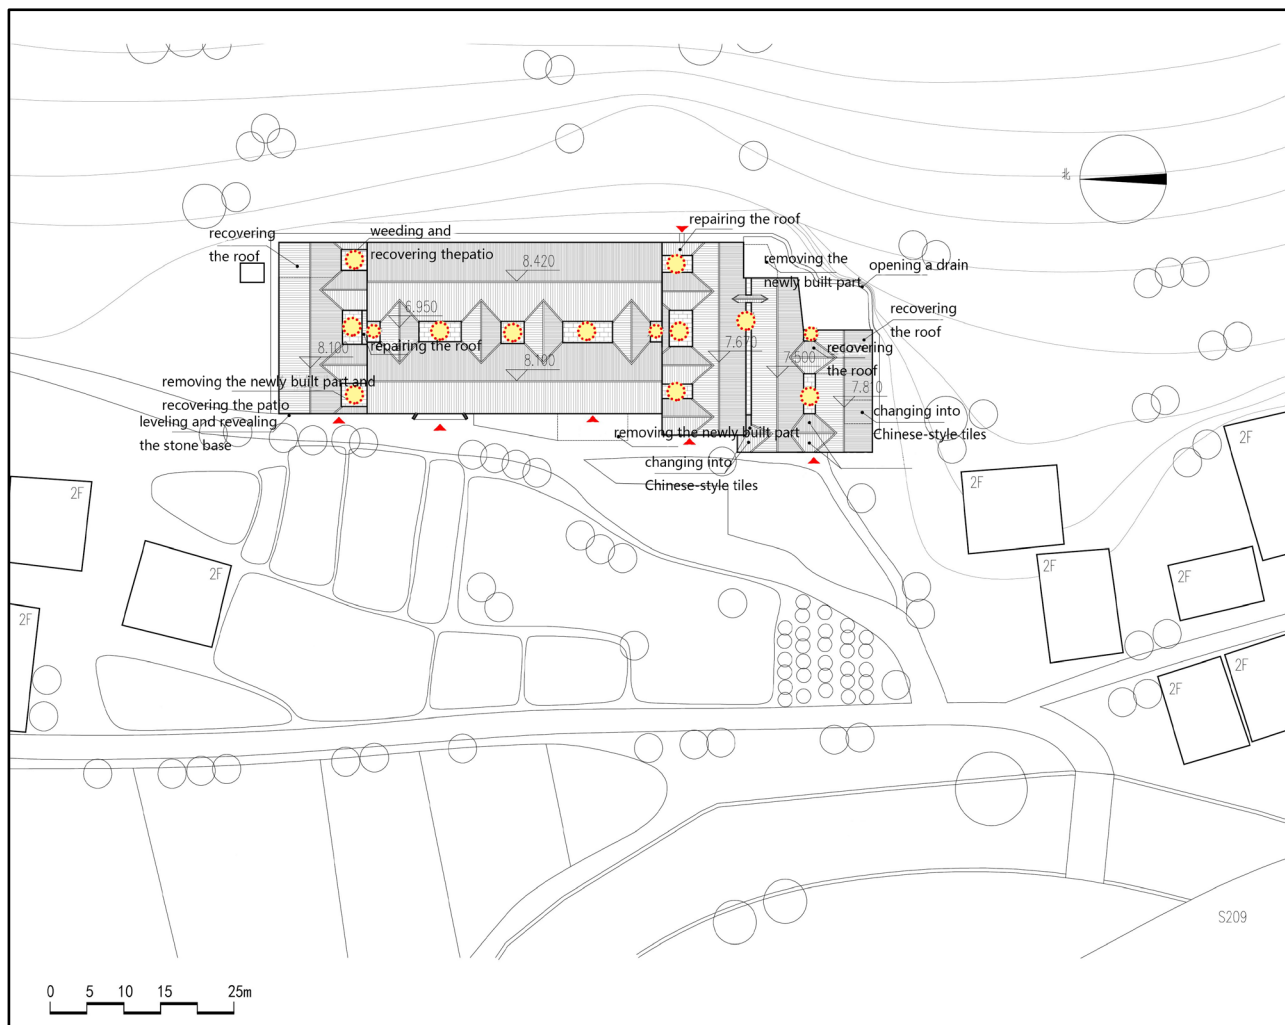 北
repairing the roof
recovering
the roof
weeding and
recovering thepatio
8.420
removing the
newly built part
opening a drain
6.950
recovering
the roof
8.100
repairing the roof
8.100
7.670
7.500
recovering
the roof
7.810
removing the newly built part and
recovering the patio
leveling and revealing
the stone base
removing the newly built part
changing into
Chinese-style tiles
changing into
Chinese-style tiles
2F
2F
2F
2F
2F
2F
2F
2F
2F
S209
0 5 10 15 25m